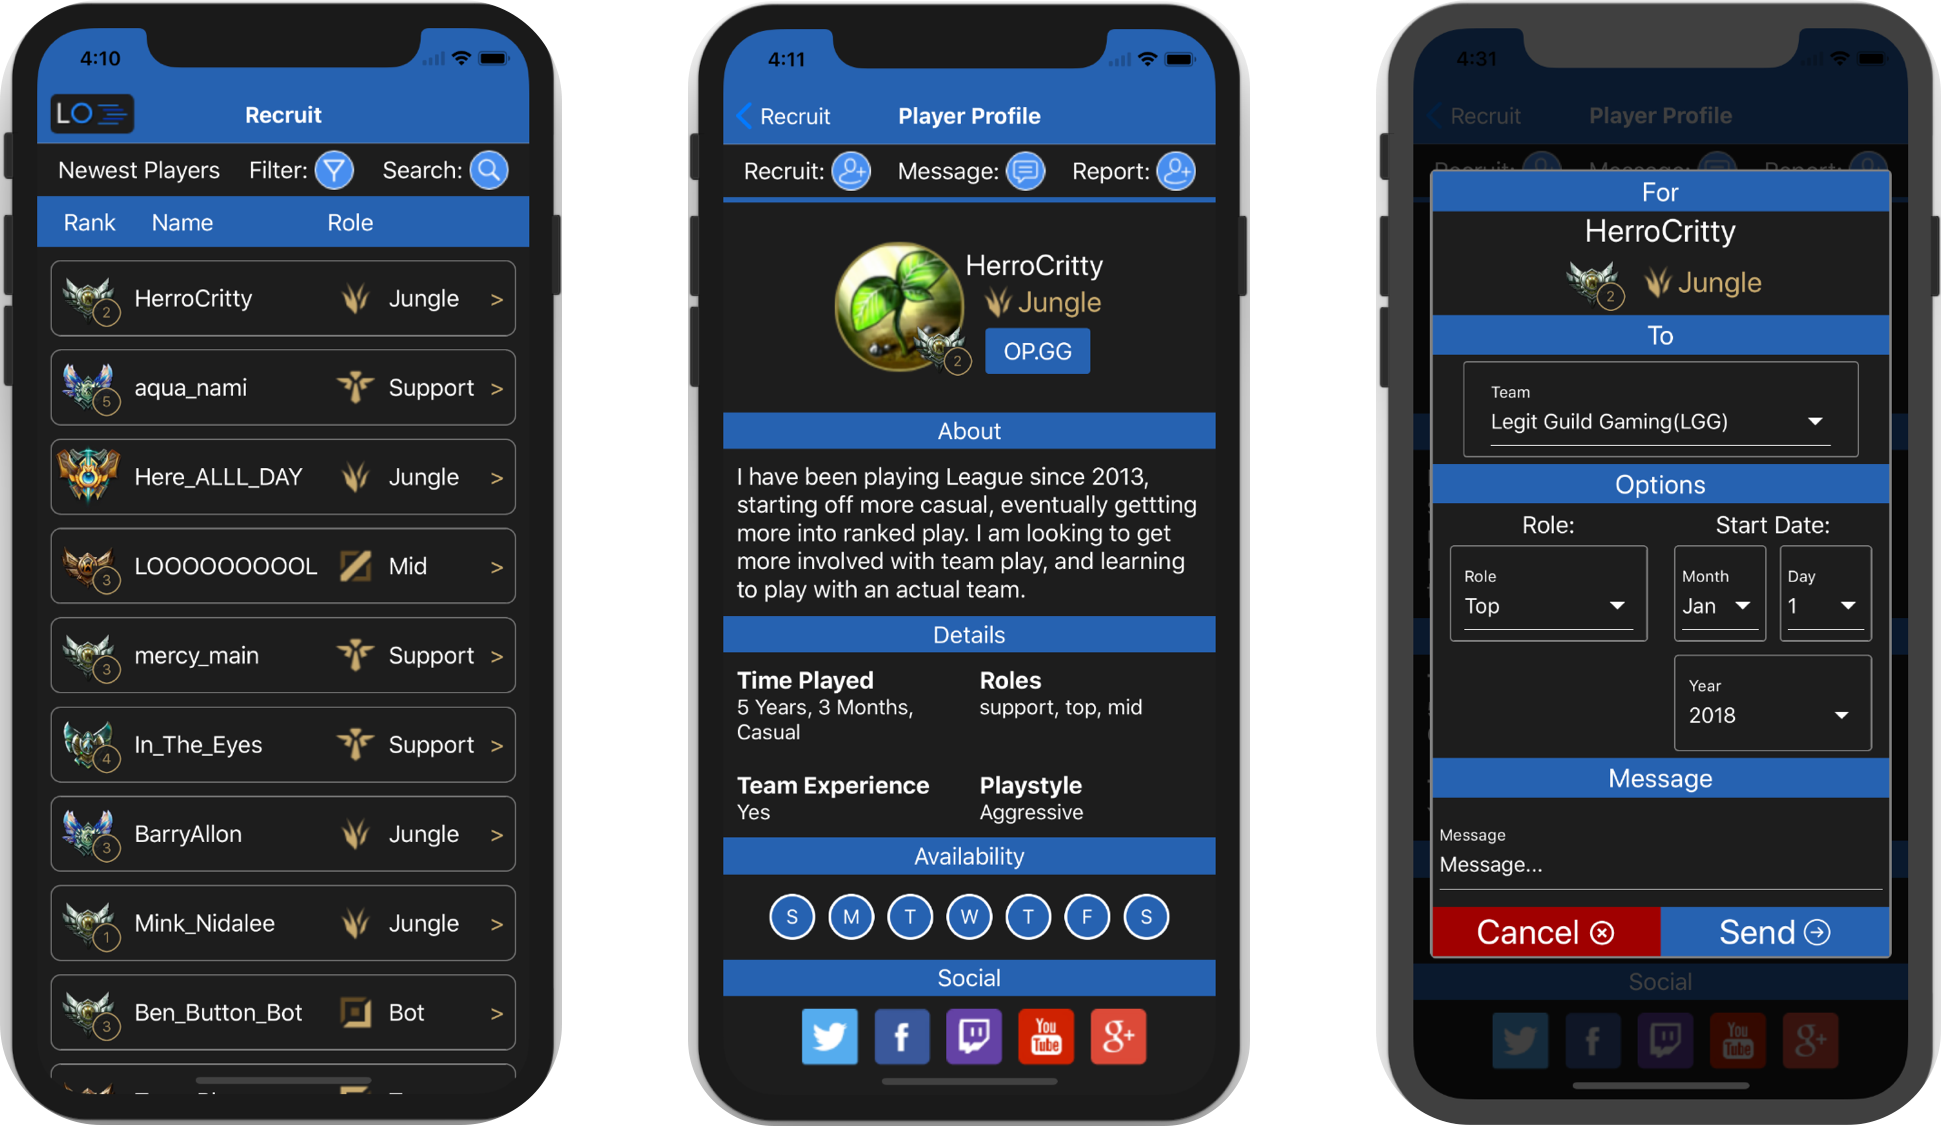 4:10
LO
Recruit
Newest Players Filter: Search:
Rank Name Role
2 HerroCritty Jungle >
5 aqua_nami Support >
Here_ALLL_DAY Jungle >
3 LOOOOOOOOOL Mid >
3 mercy_main Support >
4 In_The_Eyes Support >
3 BarryAllon Jungle >
1 Mink_Nidalee Jungle >
3 Ben_Button_Bot Bot >
4:11
Recruit Player Profile
Recruit: Message: Report:
HerroCritty
Jungle
2 OP.GG
About
I have been playing League since 2013,
starting off more casual, eventually gettting
more into ranked play. I am looking to get
more involved with team play, and learning
to play with an actual team.
Details
Time Played Roles
5 Years, 3 Months, support, top, mid
Casual
Team Experience Playstyle
Yes Aggressive
Availability
S M T W T F S
Social
You
Tube
g+
4:31
Recruit Player Profile
Recruit: Message: Report:
For
HerroCritty
2 Jungle
To
Team
Legit Guild Gaming(LGG)
Options
Role: Start Date:
Role Month Day
Top Jan 1
Year
2018
Message
Message
Message...
Cancel Send
Social
You
Tube
g+